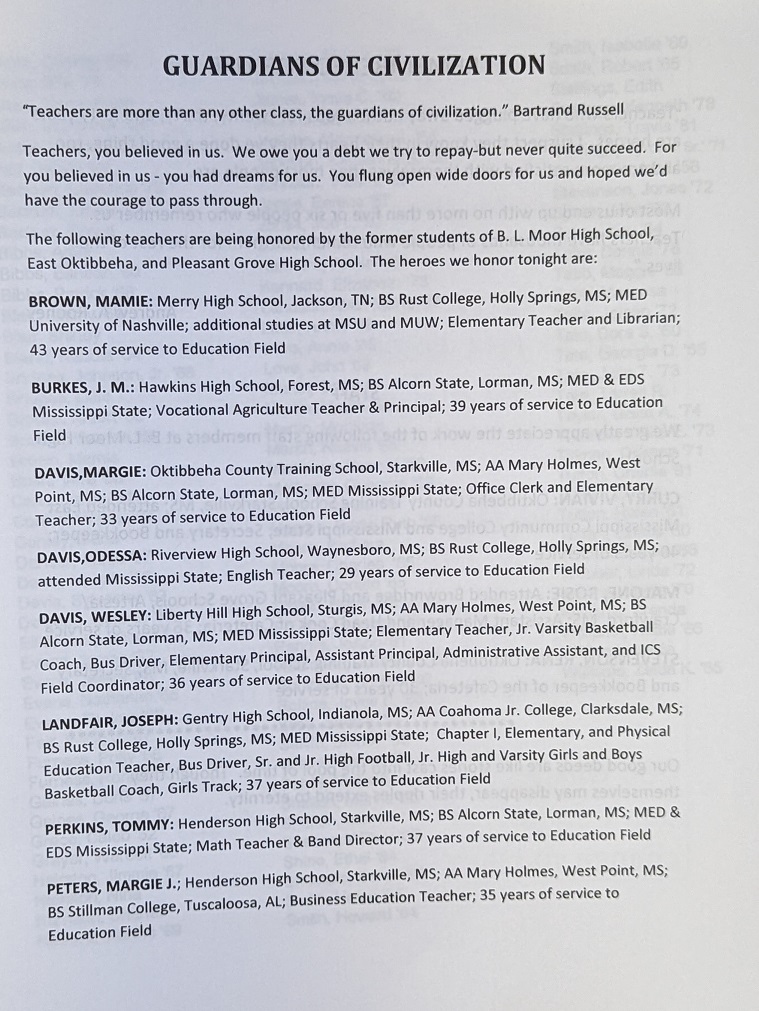 GUARDIANS OF CIVILIZATION
“Teachers are more than any other class, the guardians of civilization.” Bartrand Russell
Teachers, you believed in us. We owe you a debt we try to repay-but never quite succeed. For
you believed in us - you had dreams for us. You flung open wide doors for us and hoped we’d
have the courage to pass through.
The following teachers are being honored by the former students of B. L. Moor High School,
East Oktibbeha, and Pleasant Grove High School. The heroes we honor tonight are:
BROWN, MAMIE: Merry High School, Jackson, TN; BS Rust College, Holly Springs, MS; MED
University of Nashville; additional studies at MSU and MUW; Elementary Teacher and Librarian;
43 years of service to Education Field
BURKES, J. M.: Hawkins High School, Forest, MS; BS Alcorn State, Lorman, MS; MED & EDS
Mississippi State; Vocational Agriculture Teacher & Principal; 39 years of service to Education
Field
DAVIS,MARGIE: Oktibbeha County Training School, Starkville, MS; AA Mary Holmes, West
Point, MS; BS Alcorn State, Lorman, MS; MED Mississippi State; Office Clerk and Elementary
Teacher; 33 years of service to Education Field
DAVIS,ODESSA: Riverview High School, Waynesboro, MS; BS Rust College, Holly Springs, MS;
attended Mississippi State; English Teacher; 29 years of service to Education Field
DAVIS, WESLEY: Liberty Hill High School, Sturgis, MS; AA Mary Holmes, West Point, MS; BS
Alcorn State, Lorman, MS; MED Mississippi State; Elementary Teacher, Jr. Varsity Basketball
Coach, Bus Driver, Elementary Principal, Assistant Principal, Administrative Assistant, and ICS
Field Coordinator; 36 years of service to Education Field
LANDFAIR, JOSEPH: Gentry High School, Indianola, MS; AA Coahoma Jr. College, Clarksdale, MS;
BS Rust College, Holly Springs, MS; MED Mississippi State; Chapter I, Elementary, and Physical
Education Teacher, Bus Driver, Sr. and Jr. High Football, Jr. High and Varsity Girls and Boys
Basketball Coach, Girls Track; 37 years of service to Education Field
PERKINS, TOMMY: Henderson High School, Starkville, MS; BS Alcorn State, Lorman, MS; MED &
EDS Mississippi State; Math Teacher & Band Director; 37 years of service to Education Field
PETERS, MARGIE J.; Henderson High School, Starkville, MS; AA Mary Holmes, West Point, MS;
BS Stillman College, Tuscaloosa, AL; Business Education Teacher; 35 years of service to
Education Field